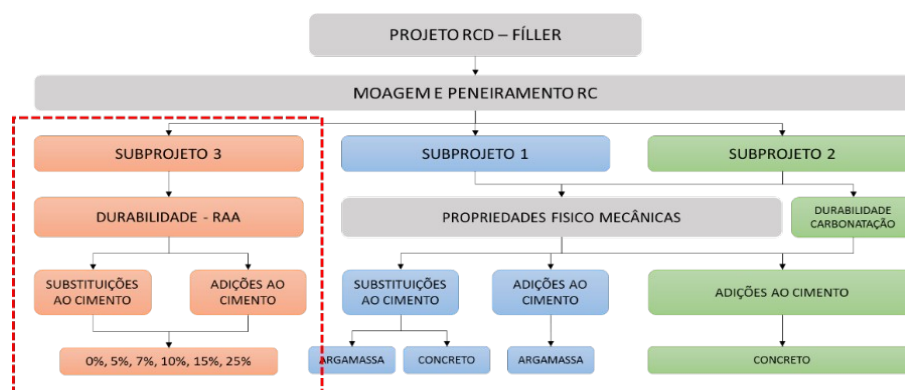 PROJETO RCD – FÍLLER
MOAGEM E PENEIRAMENTO RC
SUBPROJETO 3
SUBPROJETO 1
SUBPROJETO 2
DURABILIDADE - RAA
PROPRIEDADES FISICO MECÂNICAS
DURABILIDADE
CARBONATAÇÃO
SUBSTITUIÇÕES
AO CIMENTO
ADIÇÕES AO
CIMENTO
SUBSTITUIÇÕES
AO CIMENTO
ADIÇÕES AO
CIMENTO
ADIÇÕES AO CIMENTO
0%, 5%, 7%, 10%, 15%, 25%
ARGAMASSA
CONCRETO
ARGAMASSA
CONCRETO